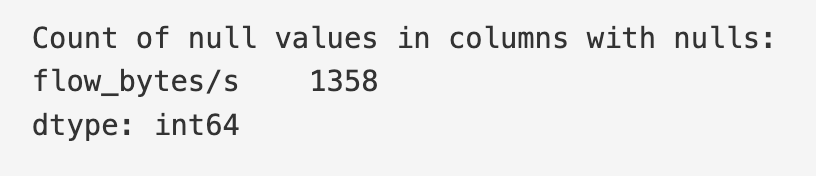 Count of null values in columns with nulls:
flow_bytes/s    1358
dtype: int64